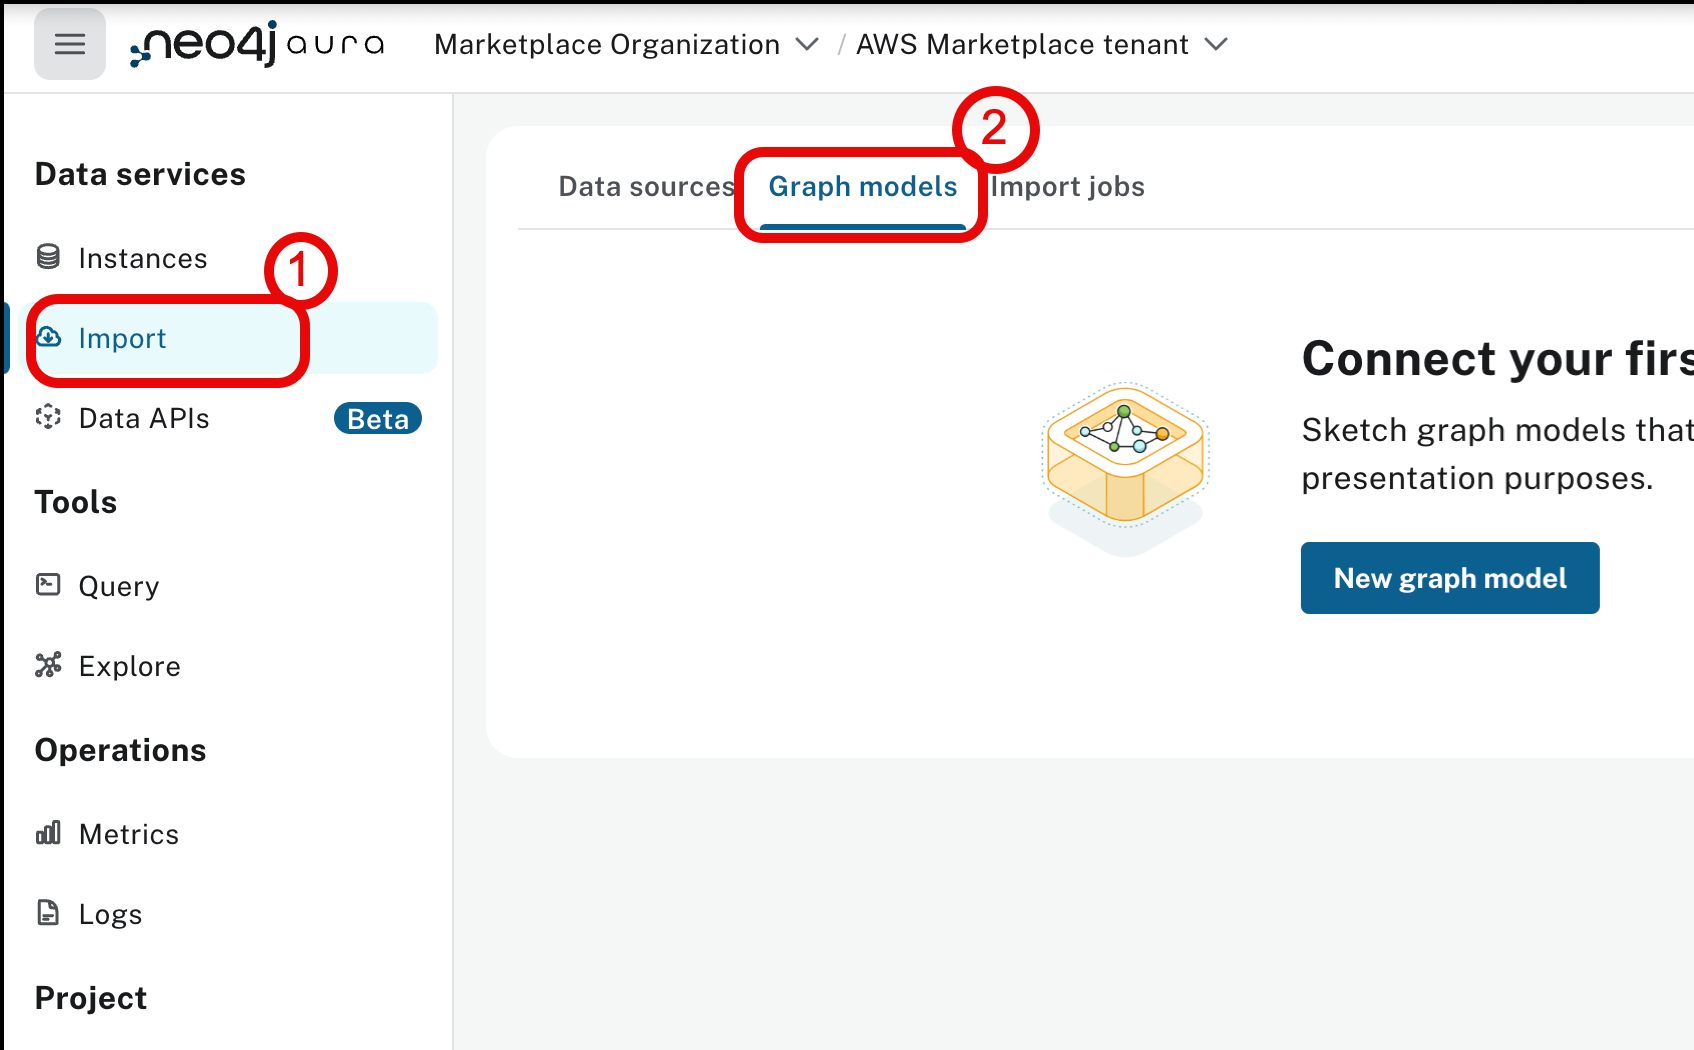 neo4j aura Marketplace Organization / AWS Marketplace tenant
Data services
Instances
1
Import
Data APIs Beta
Tools
Query
Explore
Operations
Metrics
Logs
Project
2
Data sources Graph models Import jobs
Connect your firs
Sketch graph models that
presentation purposes.
New graph model